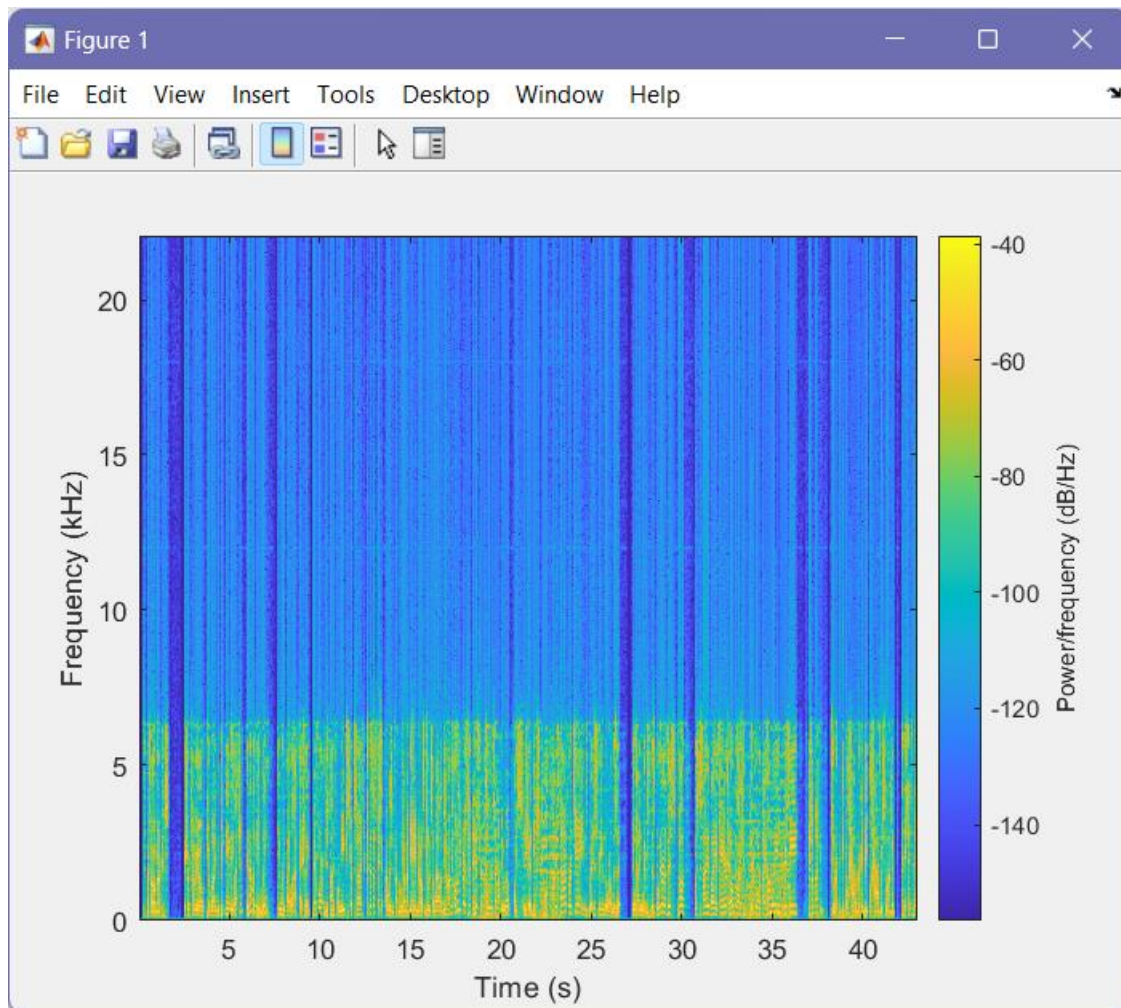 Figure 1
File Edit View Insert Tools Desktop Window Help
20
15
10
5
0
Frequency (kHz)
5 10 15 20 25 30 35 40
Time (s)
-40
-60
-80
-100
-120
-140
Power/frequency (dB/Hz)